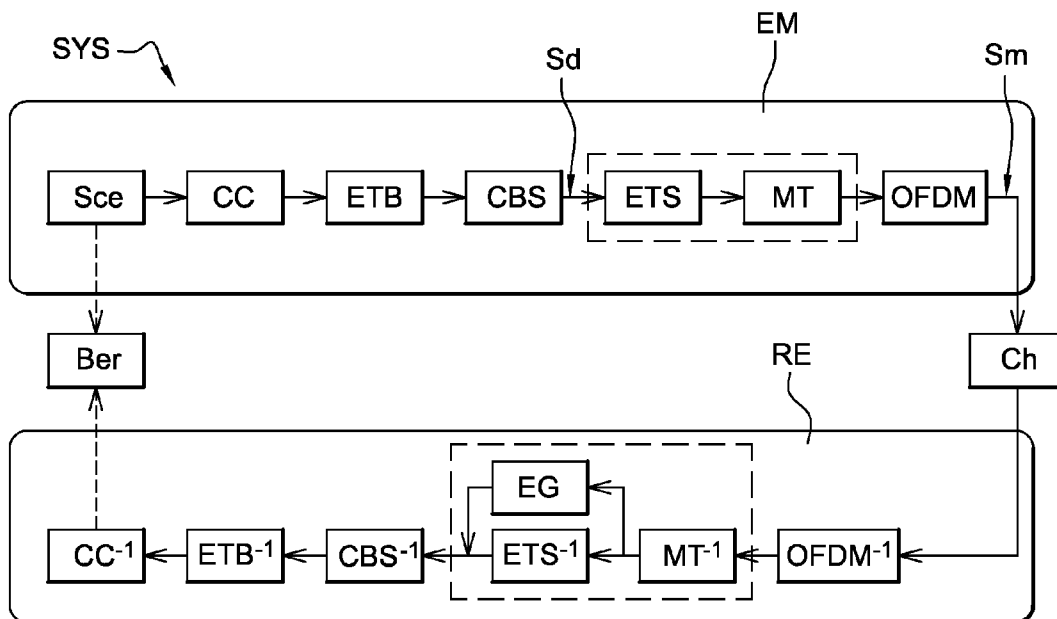 SYS
Sd
EM
Sm
Sce
CC
ETB
CBS
ETS
MT
OFDM
Ber
RE
Ch
EG
CC⁻¹
ETB⁻¹
CBS⁻¹
ETS⁻¹
MT⁻¹
OFDM⁻¹